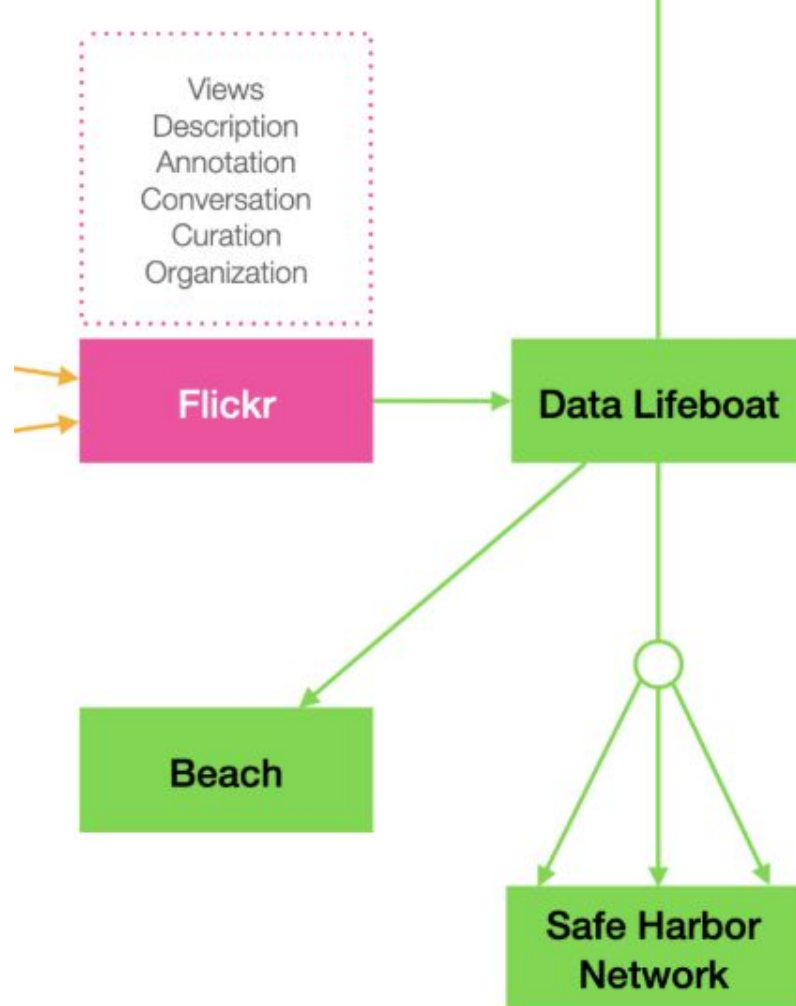 Views
Description
Annotation
Conversation
Curation
Organization
Flickr
Data Lifeboat
Beach
Safe Harbor
Network